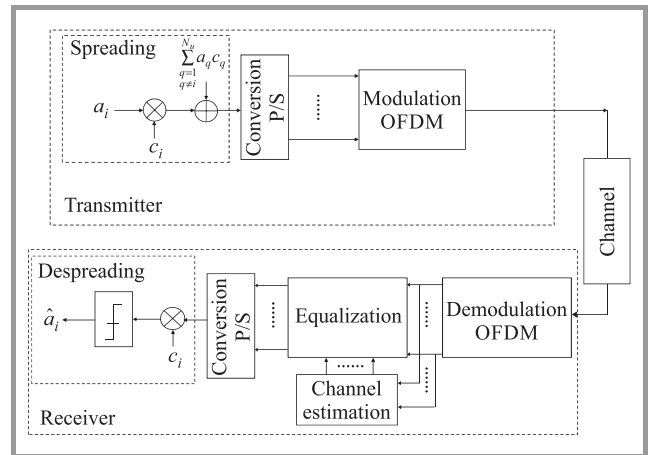 Spreading
N_u
∑ a_q c_q
q=1
q≠i
a_i
c_i
Conversion
P/S
Modulation
OFDM
Transmitter
Channel
Despreading
â_i
c_i
Conversion
P/S
Equalization
Demodulation
OFDM
Channel
estimation
Receiver